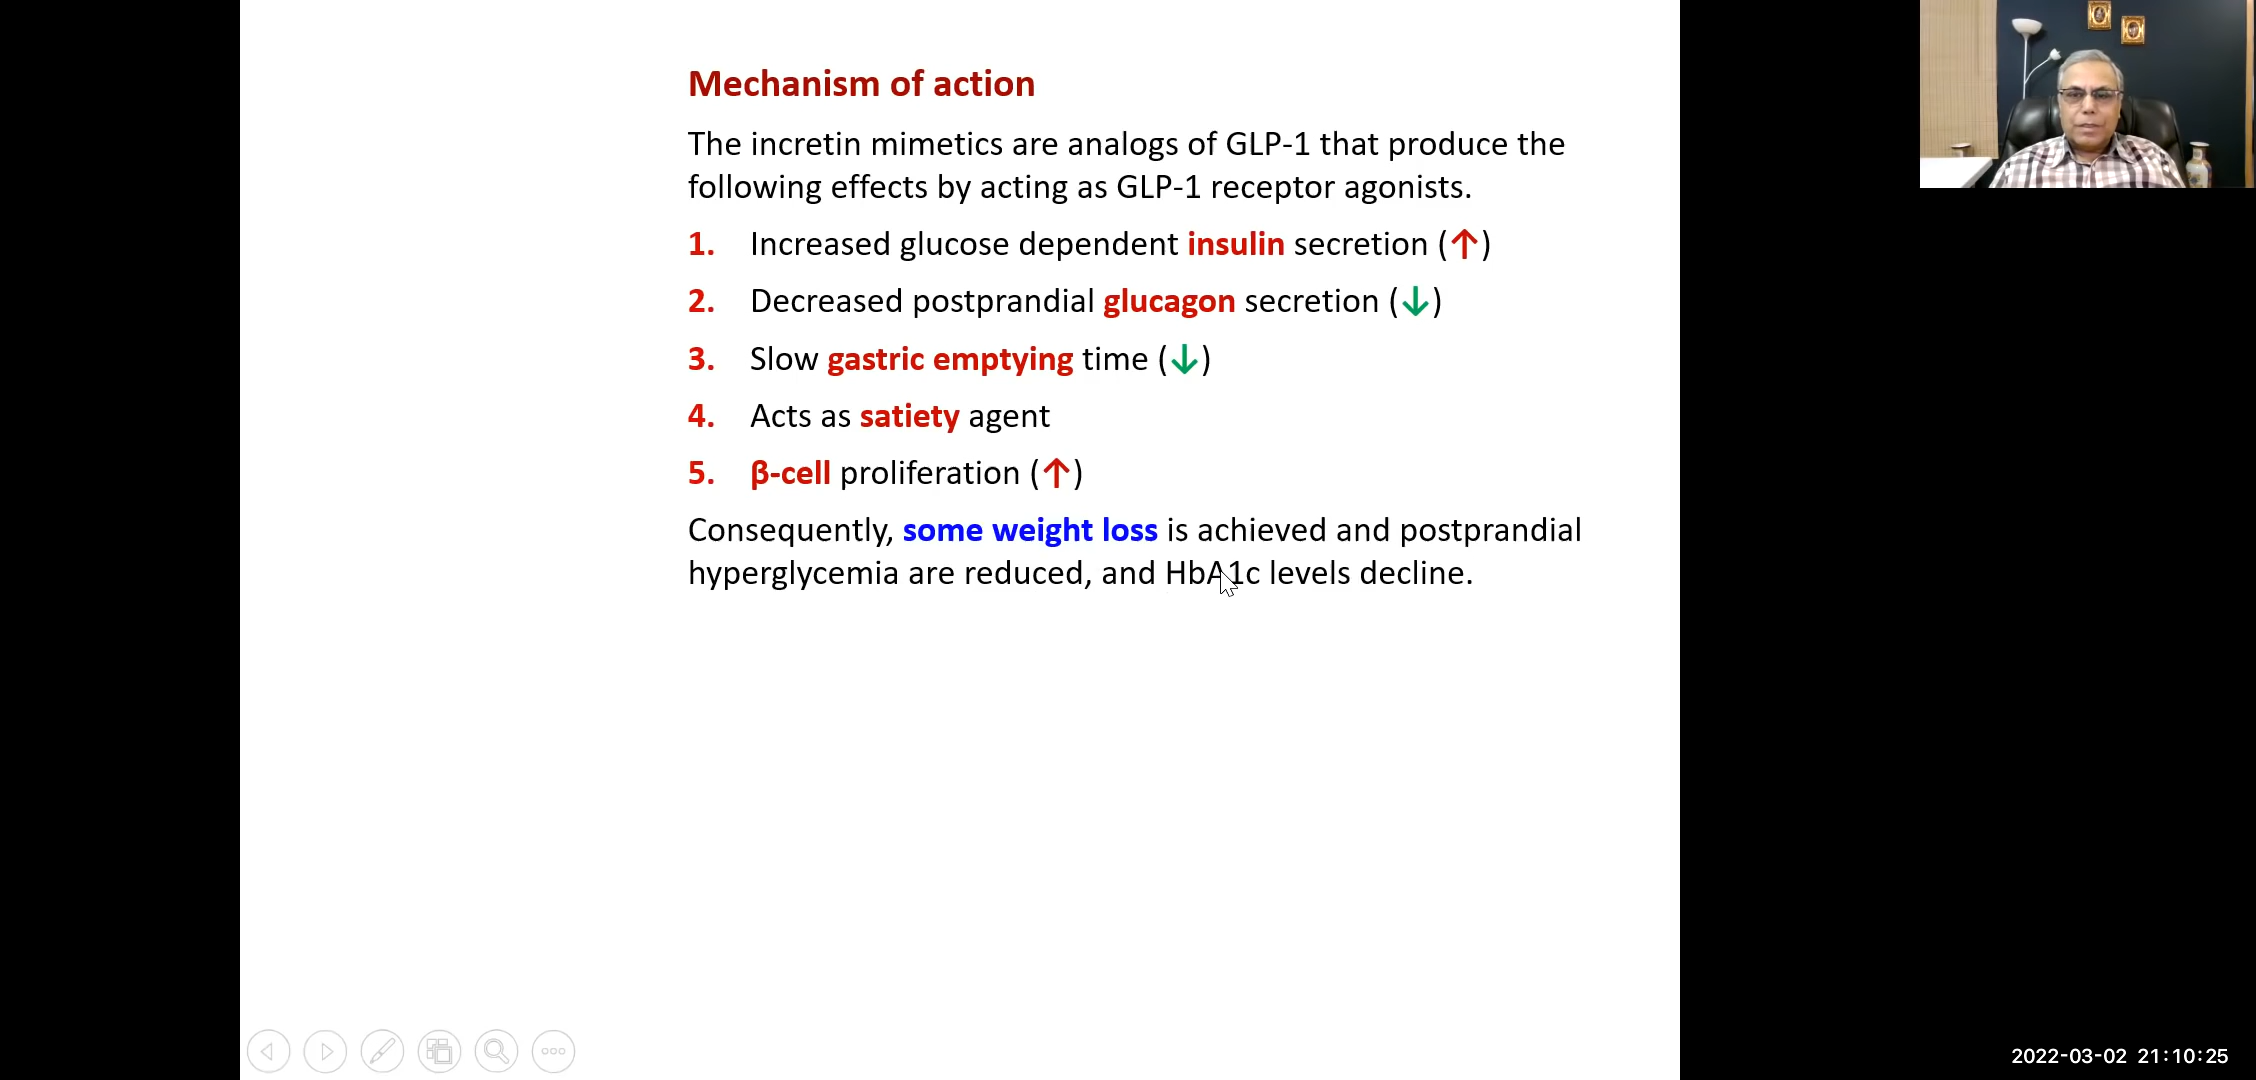 Mechanism of action
The incretin mimetics are analogs of GLP-1 that produce the
following effects by acting as GLP-1 receptor agonists.
1. Increased glucose dependent insulin secretion (↑)
2. Decreased postprandial glucagon secretion (↓)
3. Slow gastric emptying time (↓)
4. Acts as satiety agent
5. β-cell proliferation (↑)
Consequently, some weight loss is achieved and postprandial
hyperglycemia are reduced, and HbA1c levels decline.
2022-03-02 21:10:25